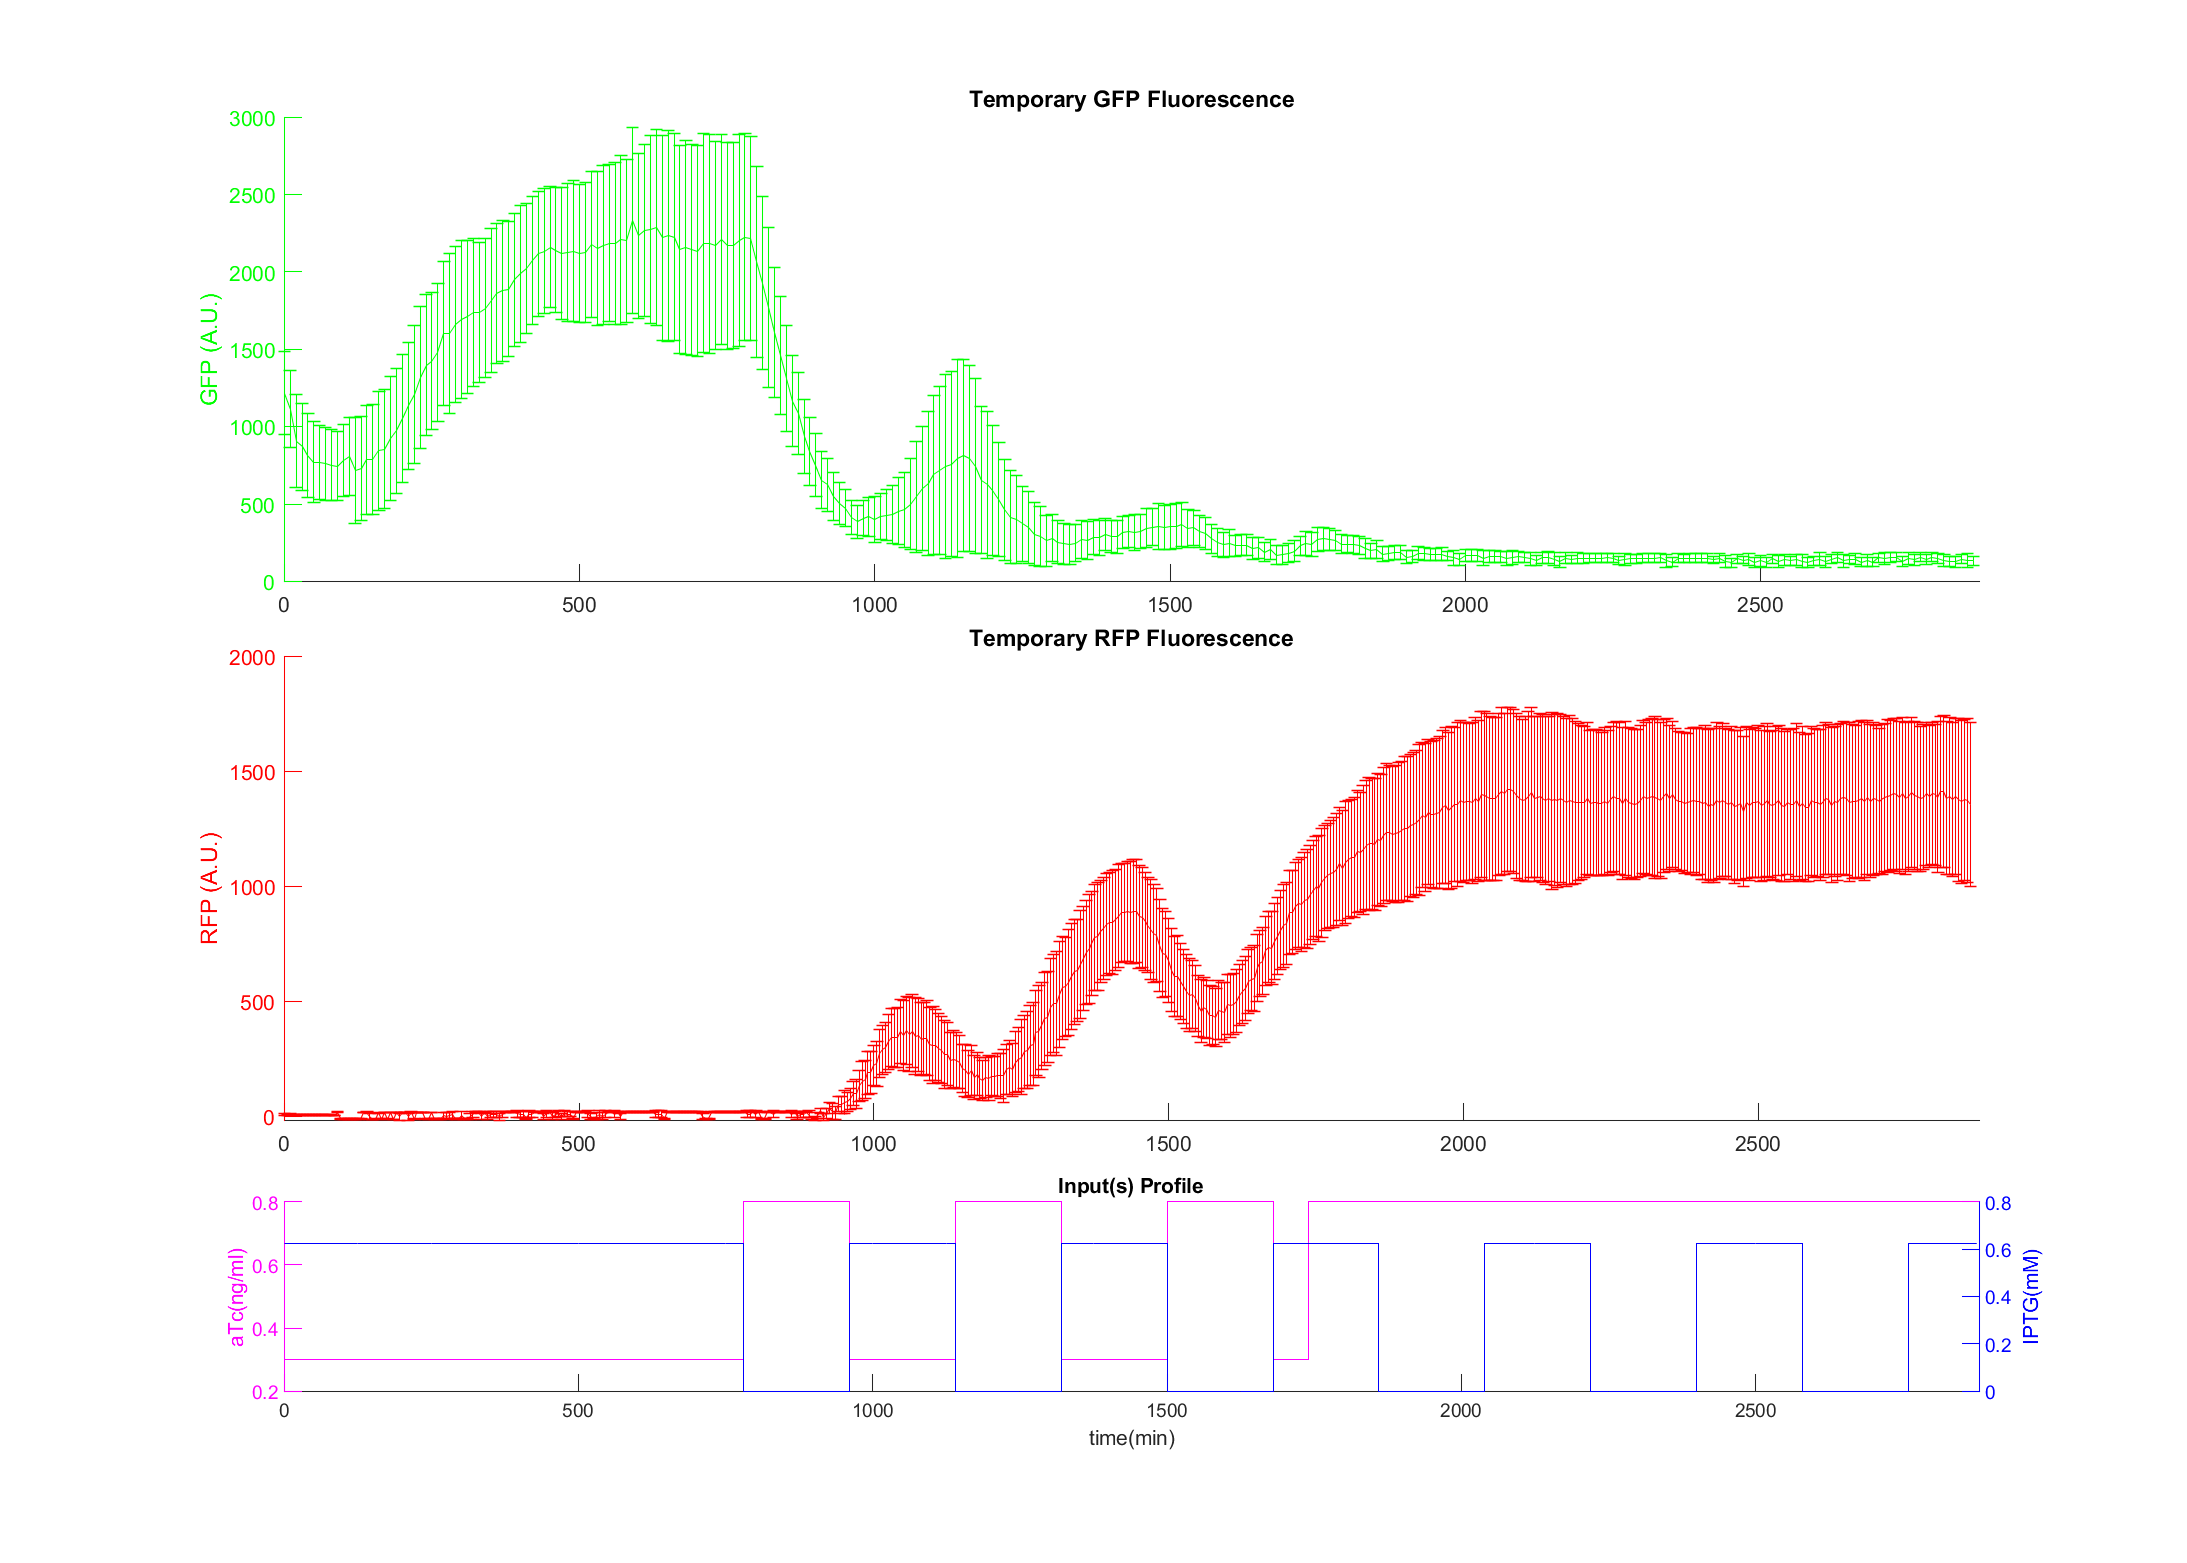 Temporary GFP Fluorescence
3000
2500
2000
1500
1000
500
0
GFP (A.U.)
0 500 1000 1500 2000 2500
Temporary RFP Fluorescence
2000
1500
1000
500
0
RFP (A.U.)
0 500 1000 1500 2000 2500
Input(s) Profile
0.8 0.8
0.6 0.6
0.4 0.4
0.2
0.2 0
aTc(ng/ml)
IPTG(mM)
0 500 1000 1500 2000 2500
time(min)